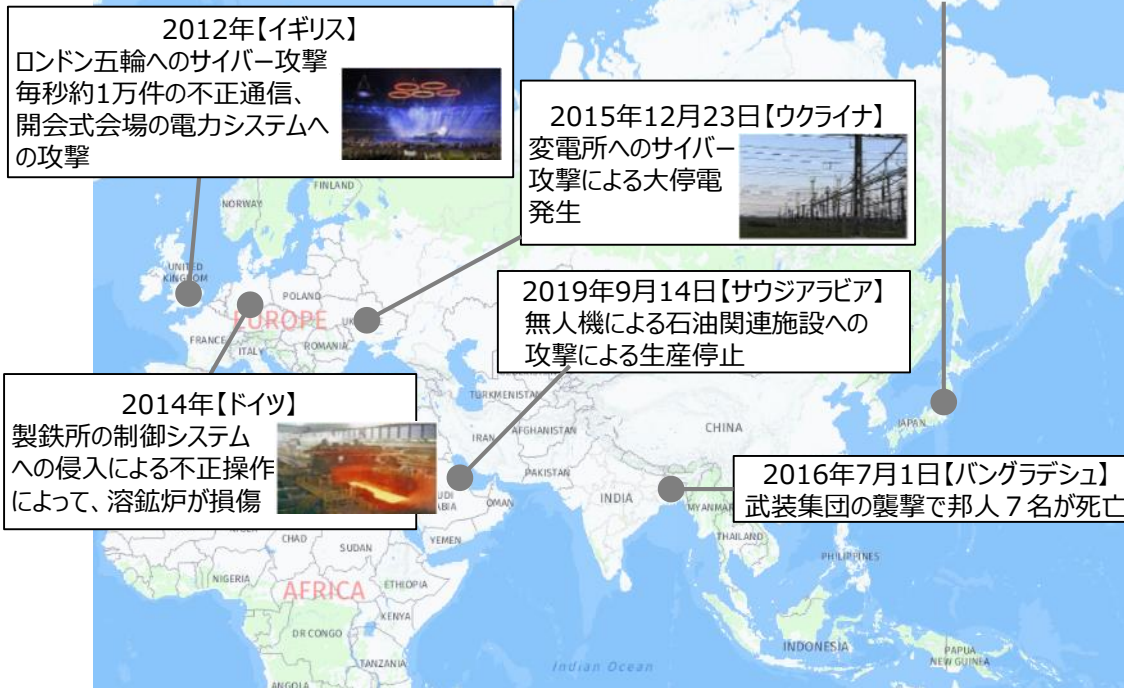 2012年【イギリス】
ロンドン五輪へのサイバー攻撃
毎秒約1万件の不正通信、
開会式会場の電力システムへ
の攻撃
2015年12月23日【ウクライナ】
変電所へのサイバー
攻撃による大停電
発生
2019年9月14日【サウジアラビア】
無人機による石油関連施設への
攻撃による生産停止
2014年【ドイツ】
製鉄所の制御システム
への侵入による不正操作
によって、溶鉱炉が損傷
2016年7月1日【バングラデシュ】
武装集団の襲撃で邦人7名が死亡
FINLAND
NORWAY
UNITED
KINGDOM
POLAND
EUROPE
FRANCE
ITALY
ROMANIA
TURKMENISTAN
IRAN
AFGHANISTAN
PAKISTAN
CHINA
JAPAN
INDIA
OMAN
YEMEN
THAILAND
PHILIPPINES
CHAD
SUDAN
NIGERIA
AFRICA
ETHIOPIA
KENYA
DR CONGO
TANZANIA
ANGOLA
Indian Ocean
INDONESIA
PAPUA
NEW GUINEA